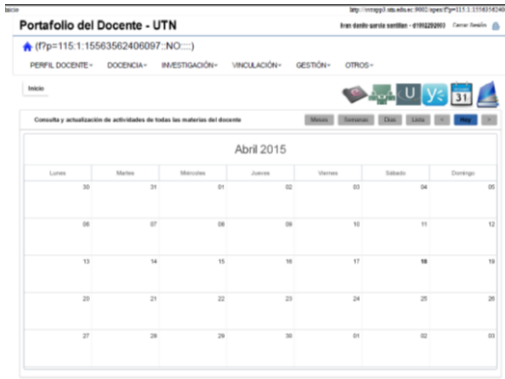 Inicio
Portafolio del Docente - UTN
Cerrar Sesión
(f?p=115:1:15563562406097::NO::::)
PERFIL DOCENTE DOCENCIA INVESTIGACIÓN VINCULACIÓN GESTIÓN OTROS
Inicio
U
31
Consulta y actualización de actividades de todas las materias del docente
Meses Semanas Días Lista < Hoy >
Abril 2015
Lunes Martes Miércoles Jueves Viernes Sábado Domingo
30 31 01 02 03 04 05
06 07 08 09 10 11 12
13 14 15 16 17 18 19
20 21 22 23 24 25 26
27 28 29 30 01 02 03